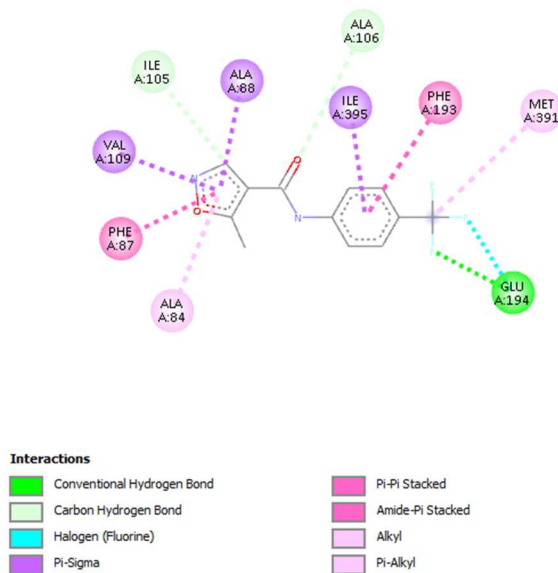 ALA
A:106
ILE
A:105
ALA
A:88
ILE
A:395
PHE
A:193
MET
A:391
VAL
A:109
N
O
O
N
PHE
A:87
GLU
A:194
ALA
A:84
Interactions
Conventional Hydrogen Bond
Carbon Hydrogen Bond
Halogen (Fluorine)
Pi-Sigma
Pi-Pi Stacked
Amide-Pi Stacked
Alkyl
Pi-Alkyl